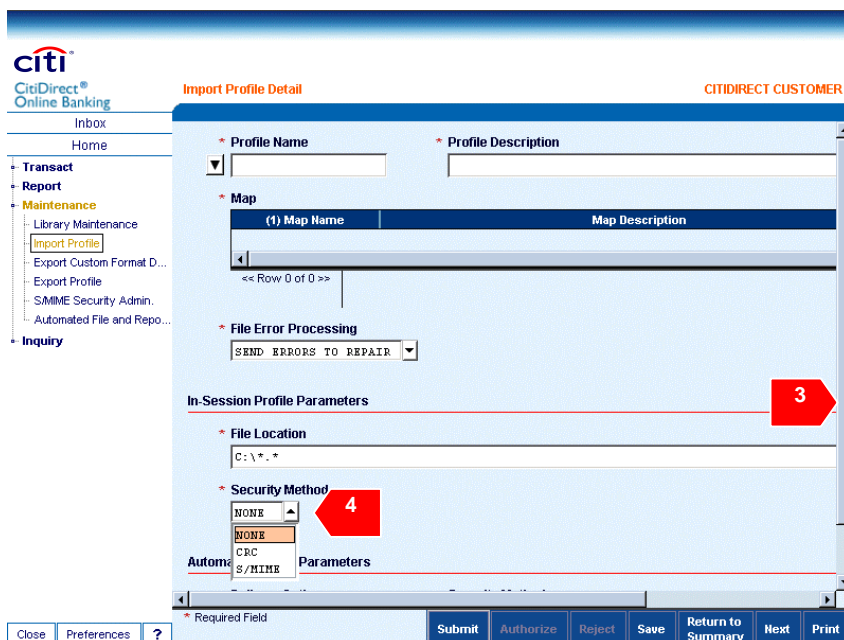 citi
CitiDirect®
Online Banking
Import Profile Detail
CITIDIRECT CUSTOMER
Inbox
Home
Transact
Report
Maintenance
Library Maintenance
Import Profile
Export Custom Format D...
Export Profile
S/MIME Security Admin.
Automated File and Repo...
Inquiry
* Profile Name
* Profile Description
* Map
(1) Map Name
Map Description
<< Row 0 of 0 >>
* File Error Processing
SEND ERRORS TO REPAIR
3
In-Session Profile Parameters
* File Location
C:\*.*
* Security Method
NONE
4
NONE
CRC
S/MIME
Parameters
* Required Field
Close
Preferences
?
Submit
Authorize
Reject
Save
Return to Summary
Next
Print